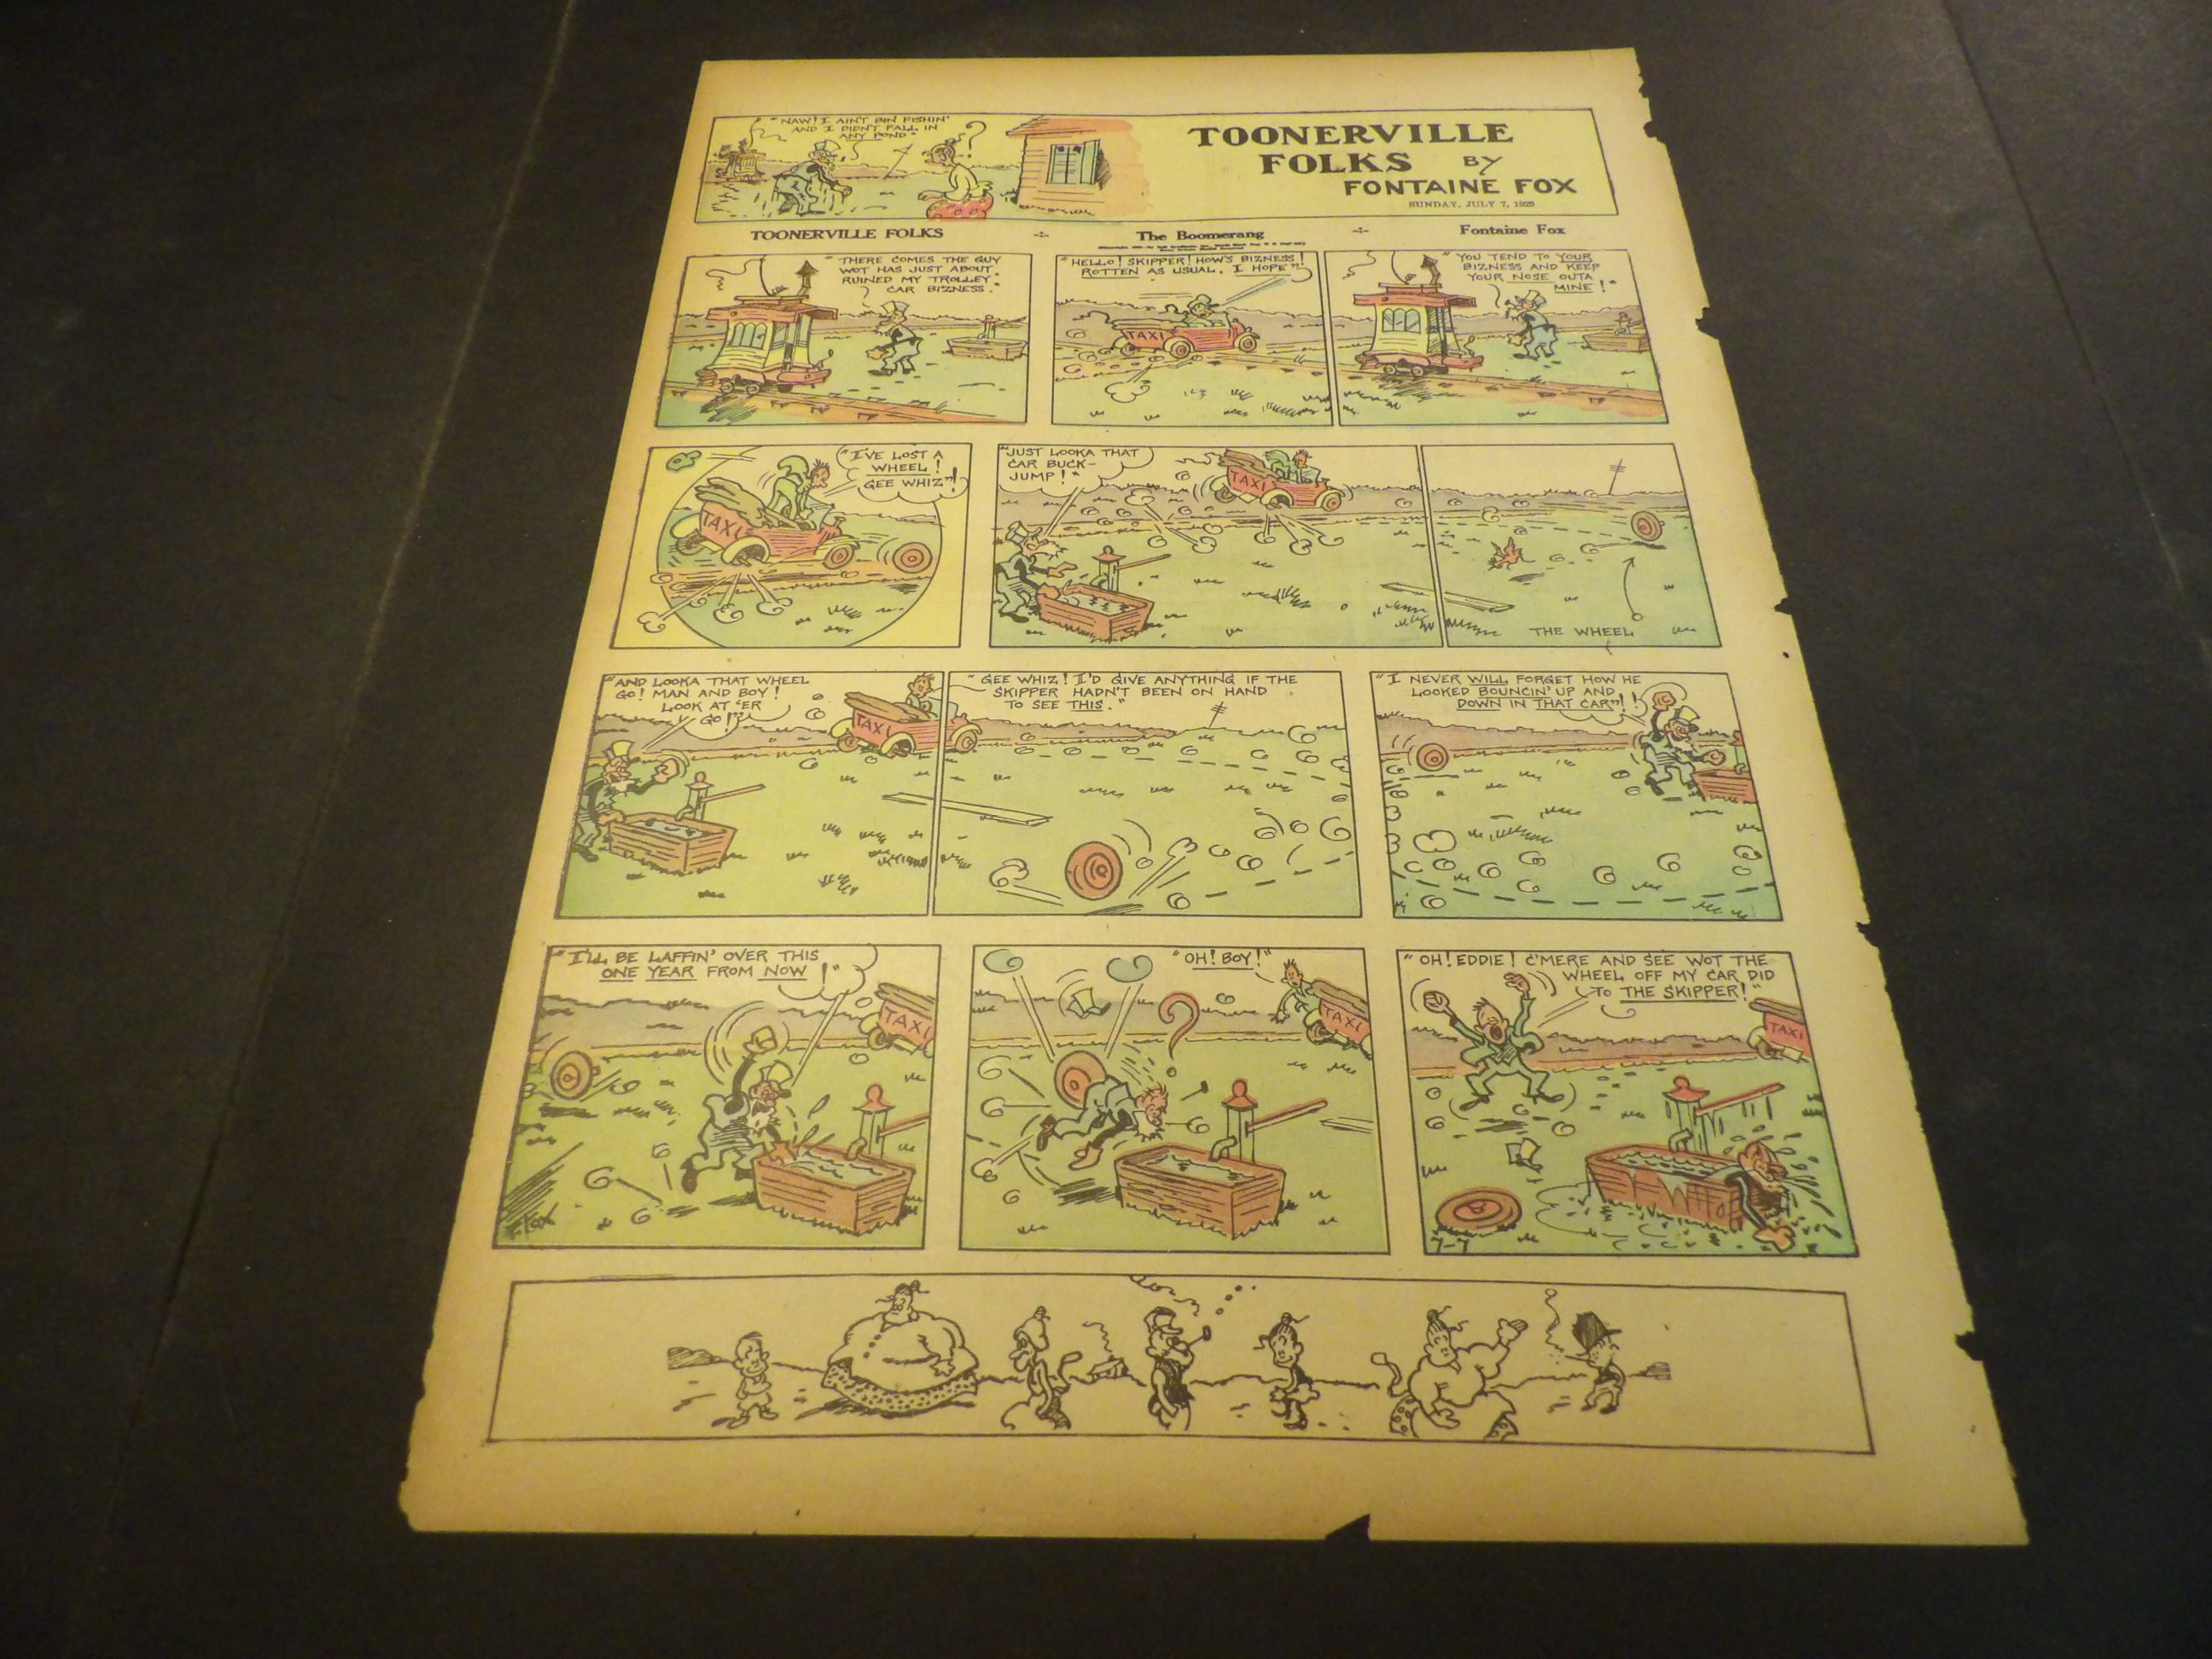 "NAW! I AIN'T BIN FISHIN'
AND I DIDN'T FALL IN
ANY POND"
TOONERVILLE
FOLKS BY
FONTAINE FOX
SUNDAY, JULY 7,
TOONERVILLE FOLKS
The Boomerang
Fontaine Fox
"THERE COMES THE GUY
WOT HAS JUST ABOUT
RUINED MY TROLLEY
CAR BIZNESS."
"HELLO! SKIPPER! HOW'S BIZNESS!
ROTTEN AS USUAL, I HOPE"
TAXI
"YOU TEND TO YOUR
BIZNESS AND KEEP
YOUR NOSE OUTA
MINE!"
"I'VE LOST A
WHEEL!
GEE WHIZ"!
TAXI
"JUST LOOKA THAT
CAR BUCK-
JUMP!"
TAXI
THE WHEEL
"AND LOOKA THAT WHEEL
GO! MAN AND BOY!
LOOK AT 'ER
GO!"
TAXI
"GEE WHIZ! I'D GIVE ANYTHING IF THE
SKIPPER HADN'T BEEN ON HAND
TO SEE THIS."
"I NEVER WILL FORGET HOW HE
LOOKED BOUNCIN' UP AND
DOWN IN THAT CAR"!!
"I'LL BE LAFFIN' OVER THIS
ONE YEAR FROM NOW!"
TAXI
FOX
"OH! BOY!"
TAXI
"OH! EDDIE! C'MERE AND SEE WOT THE
WHEEL OFF MY CAR DID
TO THE SKIPPER!"
TAXI
7-7